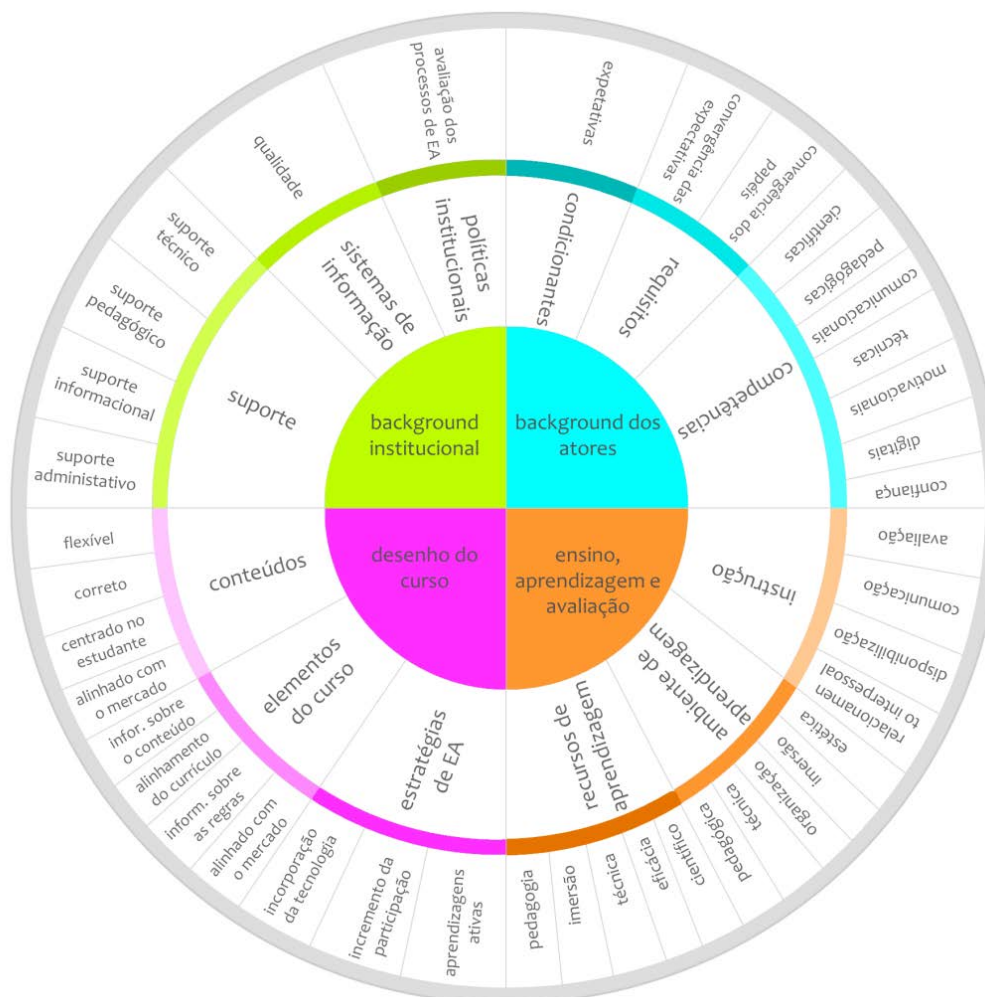 background
institucional
background dos
atores
desenho do
curso
ensino,
aprendizagem e
avaliação
condicionantes
requisitos
competências
instrução
ambiente de
aprendizagem
recursos de
aprendizagem
estratégias
de EA
elementos
do curso
conteúdos
suporte
sistemas de
informação
políticas
institucionais
expetativas
convergência das
expectativas
convergência dos
papéis
científicas
pedagógicas
comunicacionais
técnicas
motivacionais
digitais
confiança
avaliação
comunicação
disponibilização
relacionamen
to interpessoal
estética
imersão
organização
técnica
pedagógica
científico
eficácia
técnica
imersão
pedagogia
aprendizagens
ativas
incremento da
participação
incorporação
da tecnologia
alinhado com
o mercado
inform. sobre
as regras
alinhamento
do currículo
infor. sobre
o conteúdo
alinhado com
o mercado
centrado no
estudante
correto
flexível
suporte
administativo
suporte
informacional
suporte
pedagógico
suporte
técnico
qualidade
avaliação dos
processos de EA